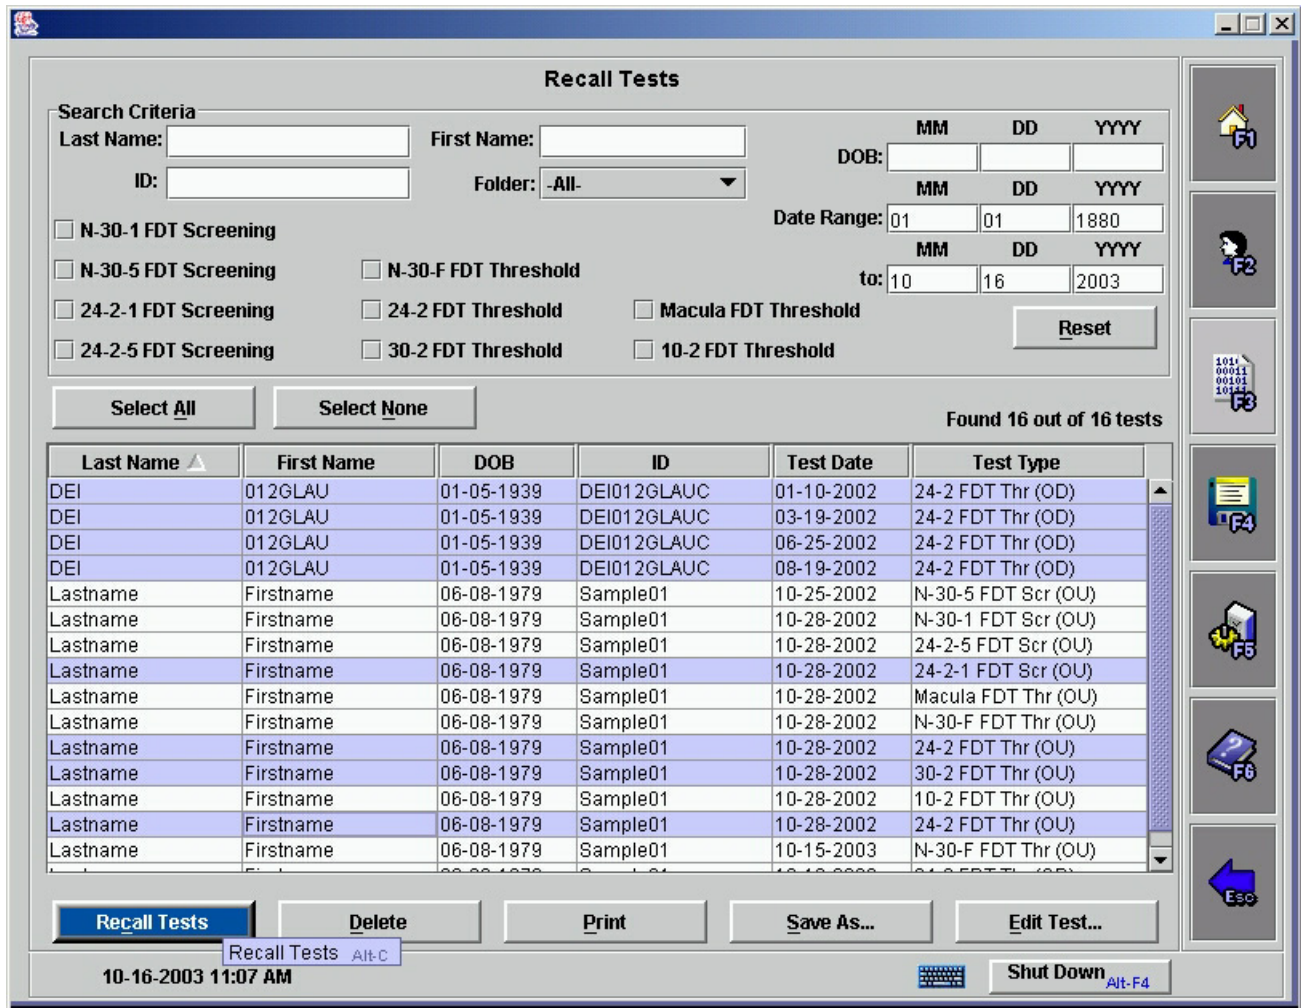 Recall Tests
Search Criteria
Last Name: First Name: MM DD YYYY
DOB:
ID: Folder: -All- MM DD YYYY
Date Range: 01 01 1880
N-30-1 FDT Screening MM DD YYYY
N-30-5 FDT Screening N-30-F FDT Threshold to: 10 16 2003
24-2-1 FDT Screening 24-2 FDT Threshold Macula FDT Threshold
Reset
24-2-5 FDT Screening 30-2 FDT Threshold 10-2 FDT Threshold
Select All Select None
Found 16 out of 16 tests
Last Name First Name DOB ID Test Date Test Type
DEI 012GLAU 01-05-1939 DEI012GLAUC 01-10-2002 24-2 FDT Thr (OD)
DEI 012GLAU 01-05-1939 DEI012GLAUC 03-19-2002 24-2 FDT Thr (OD)
DEI 012GLAU 01-05-1939 DEI012GLAUC 06-25-2002 24-2 FDT Thr (OD)
DEI 012GLAU 01-05-1939 DEI012GLAUC 08-19-2002 24-2 FDT Thr (OD)
Lastname Firstname 06-08-1979 Sample01 10-25-2002 N-30-5 FDT Scr (OU)
Lastname Firstname 06-08-1979 Sample01 10-28-2002 N-30-1 FDT Scr (OU)
Lastname Firstname 06-08-1979 Sample01 10-28-2002 24-2-5 FDT Scr (OU)
Lastname Firstname 06-08-1979 Sample01 10-28-2002 24-2-1 FDT Scr (OU)
Lastname Firstname 06-08-1979 Sample01 10-28-2002 Macula FDT Thr (OU)
Lastname Firstname 06-08-1979 Sample01 10-28-2002 N-30-F FDT Thr (OU)
Lastname Firstname 06-08-1979 Sample01 10-28-2002 24-2 FDT Thr (OU)
Lastname Firstname 06-08-1979 Sample01 10-28-2002 30-2 FDT Thr (OU)
Lastname Firstname 06-08-1979 Sample01 10-28-2002 10-2 FDT Thr (OU)
Lastname Firstname 06-08-1979 Sample01 10-28-2002 24-2 FDT Thr (OU)
Lastname Firstname 06-08-1979 Sample01 10-15-2003 N-30-F FDT Thr (OU)
Recall Tests Delete Print Save As... Edit Test...
Recall Tests Alt-C
10-16-2003 11:07 AM Shut Down Alt-F4
F1
F2
F3
F4
F5
F6
Esc